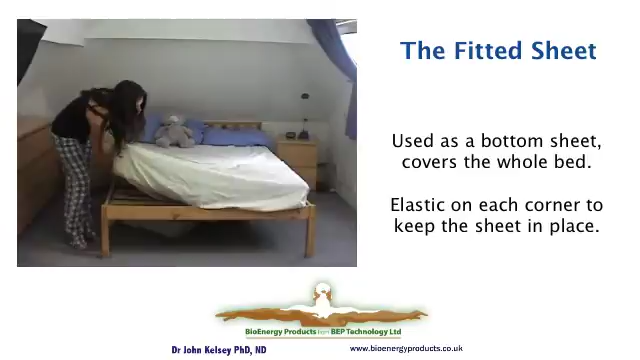 The Fitted Sheet
Used as a bottom sheet,
covers the whole bed.
Elastic on each corner to
keep the sheet in place.
BioEnergy Products from BEP Technology Ltd
Dr John Kelsey PhD, ND
www.bioenergyproducts.co.uk